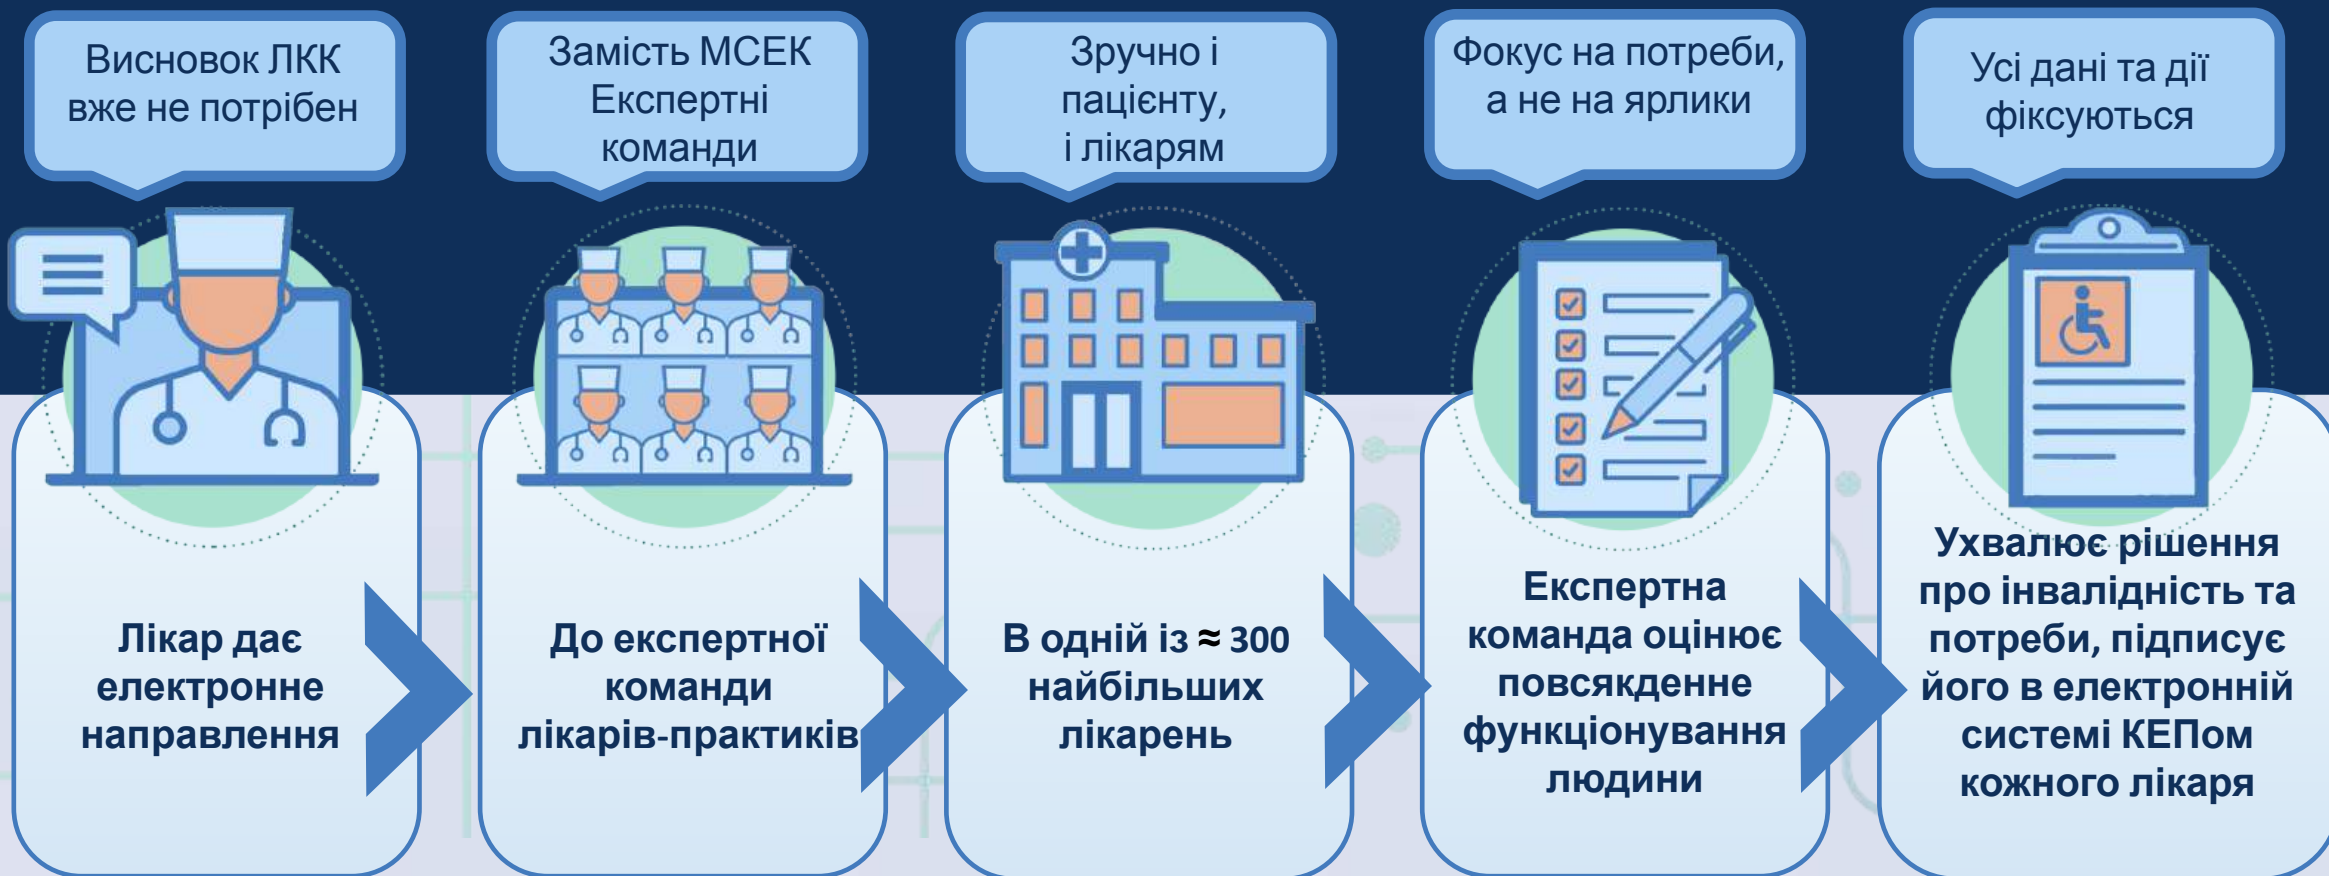 Висновок ЛКК
вже не потрібен
Замість МСЕК
Експертні
команди
Зручно і
пацієнту,
і лікарям
Фокус на потреби,
а не на ярлики
Усі дані та дії
фіксуються
Лікар дає
електронне
направлення
До експертної
команди
лікарів-практиків
В одній із ≈ 300
найбільших
лікарень
Експертна
команда оцінює
повсякденне
функціонування
людини
Ухвалює рішення
про інвалідність та
потреби, підписує
його в електронній
системі КЕПом
кожного лікаря